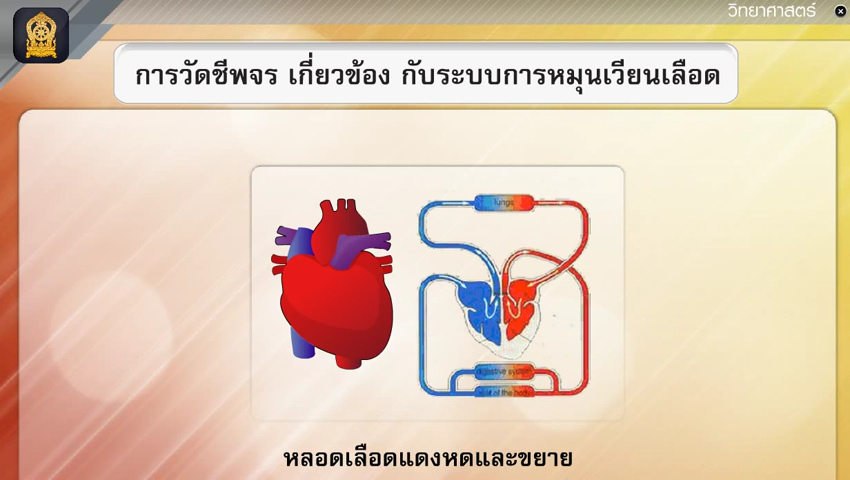 วิทยาศาสตร์
การวัดชีพจร เกี่ยวข้อง กับระบบการหมุนเวียนเลือด
lungs
digestive system
rest of the body
หลอดเลือดแดงหดและขยาย